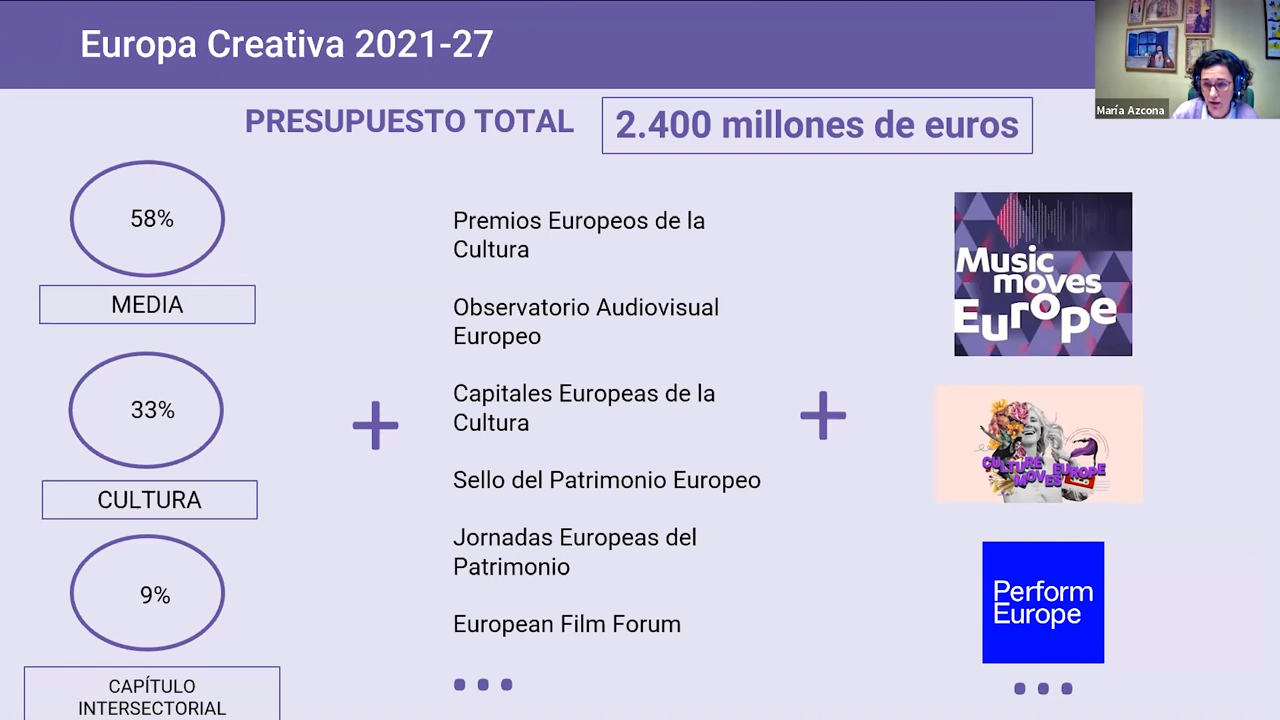 Europa Creativa 2021-27
María Azcona
PRESUPUESTO TOTAL
2.400 millones de euros
58%
MEDIA
33%
CULTURA
9%
CAPÍTULO
INTERSECTORIAL
+
Premios Europeos de la
Cultura
Observatorio Audiovisual
Europeo
Capitales Europeas de la
Cultura
Sello del Patrimonio Europeo
Jornadas Europeas del
Patrimonio
European Film Forum
...
+
Music
moves
Europe
CULTURE
MOVES EUROPE
Perform
Europe
...